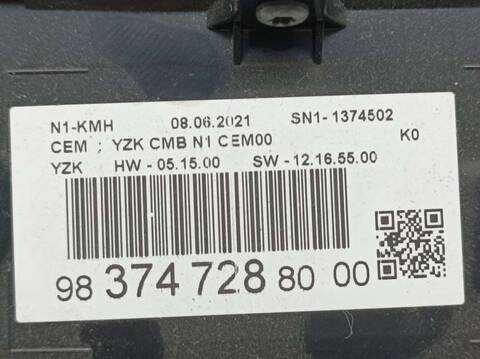 N1-KMH 08.06.2021 SN1-1374502
CEM : YZK CMB N1 CEM00 K0
YZK HW - 05.15.00 SW - 12.16.55.00
98 374 728 80 00